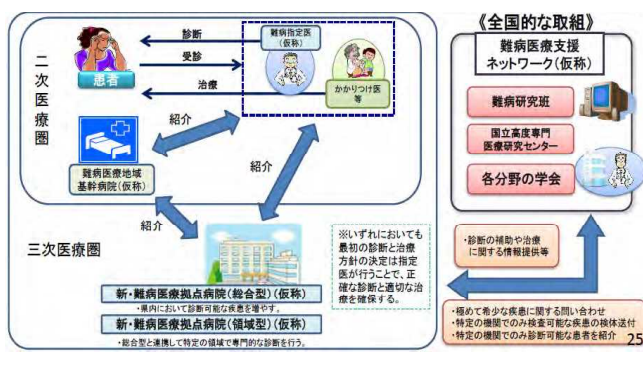 二次医療圏
診断
受診
治療
患者
難病指定医
(仮称)
かかりつけ医
等
紹介
難病医療地域
基幹病院(仮称)
紹介
紹介
三次医療圏
※いずれにおいても
最初の診断と治療
方針の決定は指定
医が行うことで、正
確な診断と適切な治
療を確保する。
新・難病医療拠点病院(総合型)(仮称)
・県内において診断可能な疾患を増やす。
新・難病医療拠点病院(領域型)(仮称)
・総合型と連携して特定の領域で専門的な診断を行う。
《全国的な取組》
難病医療支援
ネットワーク(仮称)
難病研究班
国立高度専門
医療研究センター
各分野の学会
・診断の補助や治療
に関する情報提供等
・極めて希少な疾患に関する問い合わせ
・特定の機関でのみ検査可能な疾患の検体送付
・特定の機関でのみ診断可能な患者を紹介
25